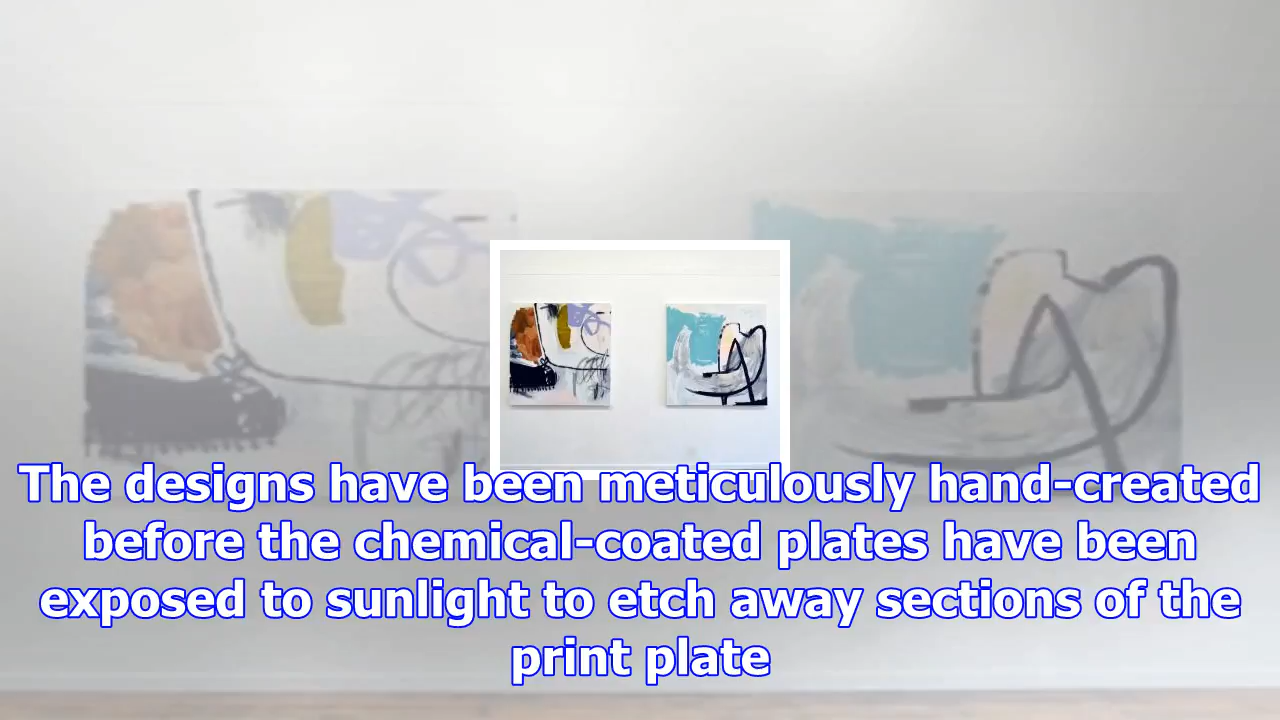 The designs have been meticulously hand-created
before the chemical-coated plates have been
exposed to sunlight to etch away sections of the
print plate